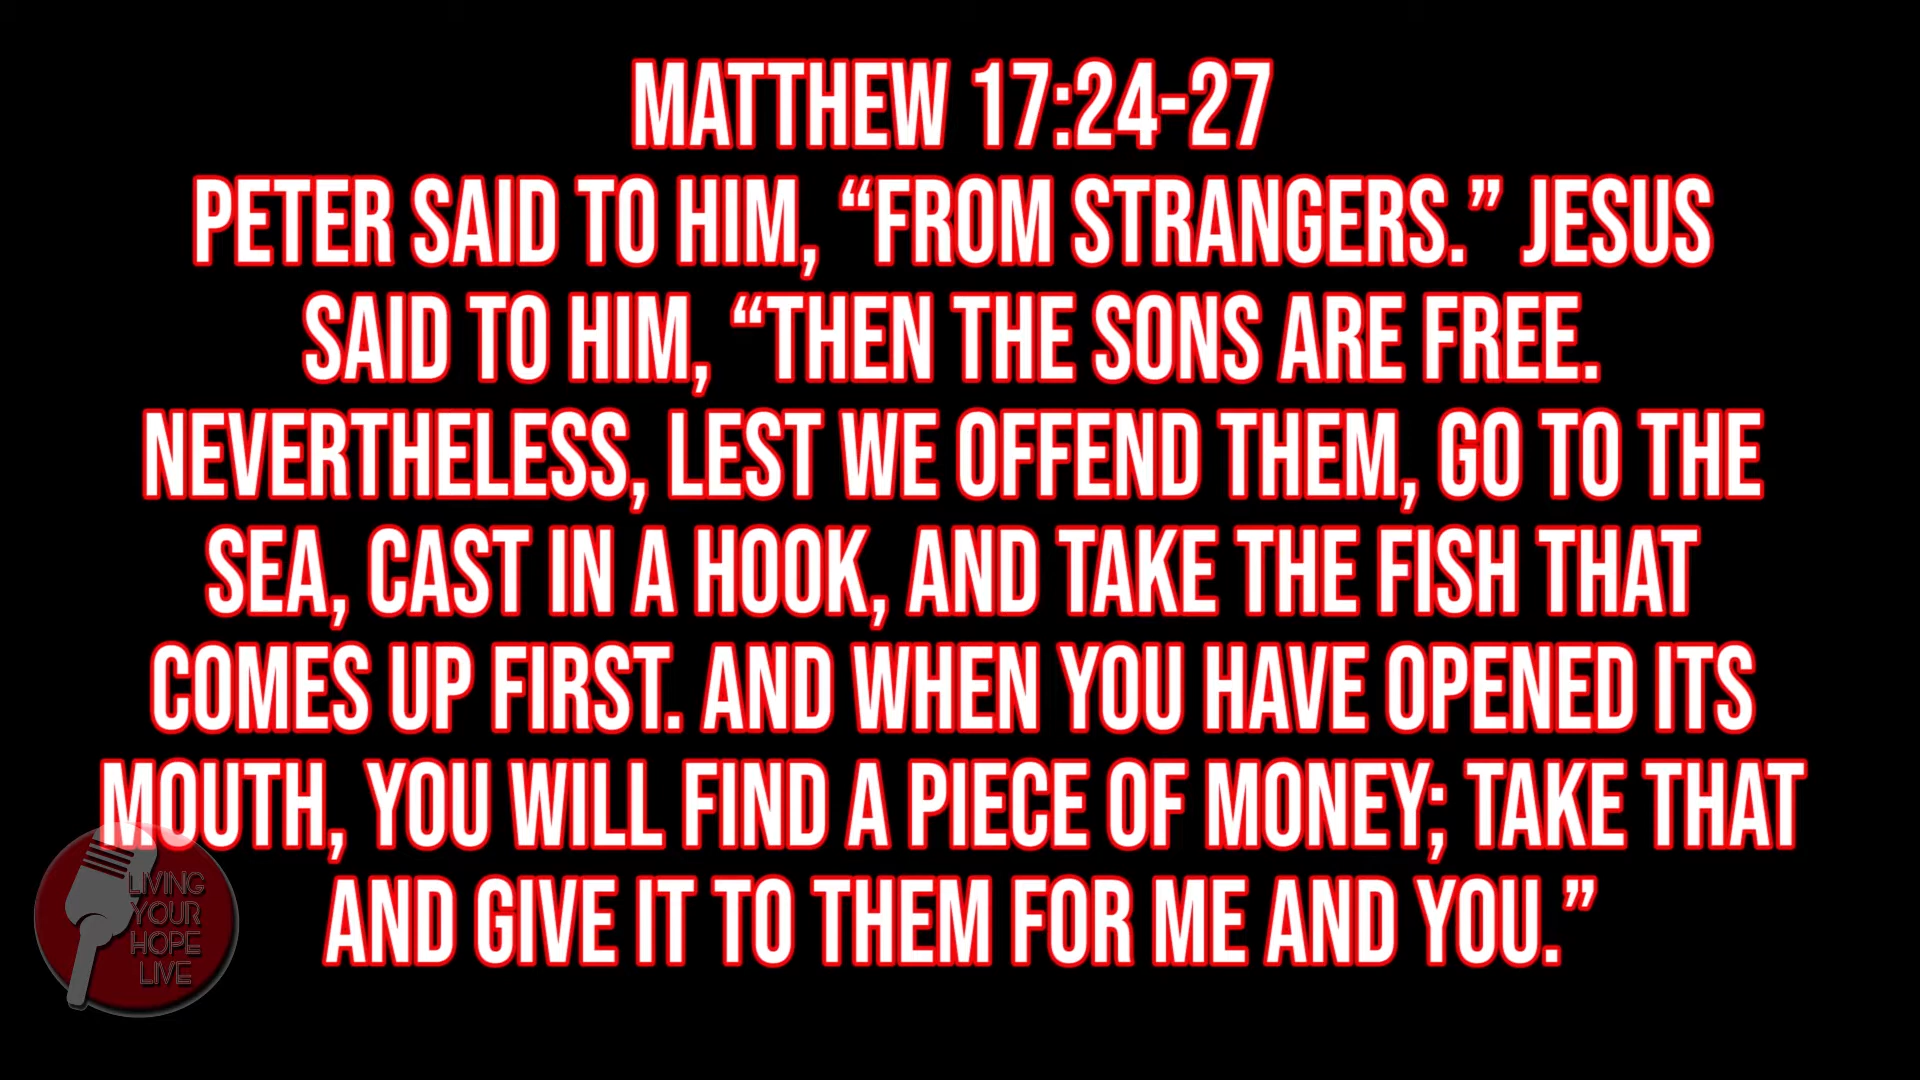 MATTHEW 17:24-27
PETER SAID TO HIM, “FROM STRANGERS.” JESUS
SAID TO HIM, “THEN THE SONS ARE FREE.
NEVERTHELESS, LEST WE OFFEND THEM, GO TO THE
SEA, CAST IN A HOOK, AND TAKE THE FISH THAT
COMES UP FIRST. AND WHEN YOU HAVE OPENED ITS
MOUTH, YOU WILL FIND A PIECE OF MONEY; TAKE THAT
AND GIVE IT TO THEM FOR ME AND YOU.”
LIVING
YOUR
HOPE
LIVE